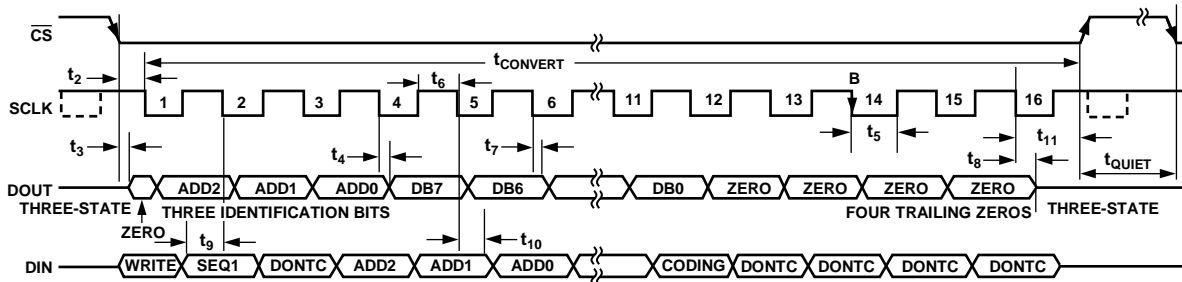 CS
t2
tCONVERT
t6
B
SCLK
1 2 3 4 5 6 11 12 13 14 15 16
t3
t4
t7
t5
t11
t8
tQUIET
DOUT
ADD2 ADD1 ADD0 DB7 DB6 DB0 ZERO ZERO ZERO ZERO
THREE-STATE
THREE IDENTIFICATION BITS
FOUR TRAILING ZEROS
THREE-STATE
ZERO
t9
t10
DIN
WRITE SEQ1 DONTC ADD2 ADD1 ADD0 CODING DONTC DONTC DONTC DONTC